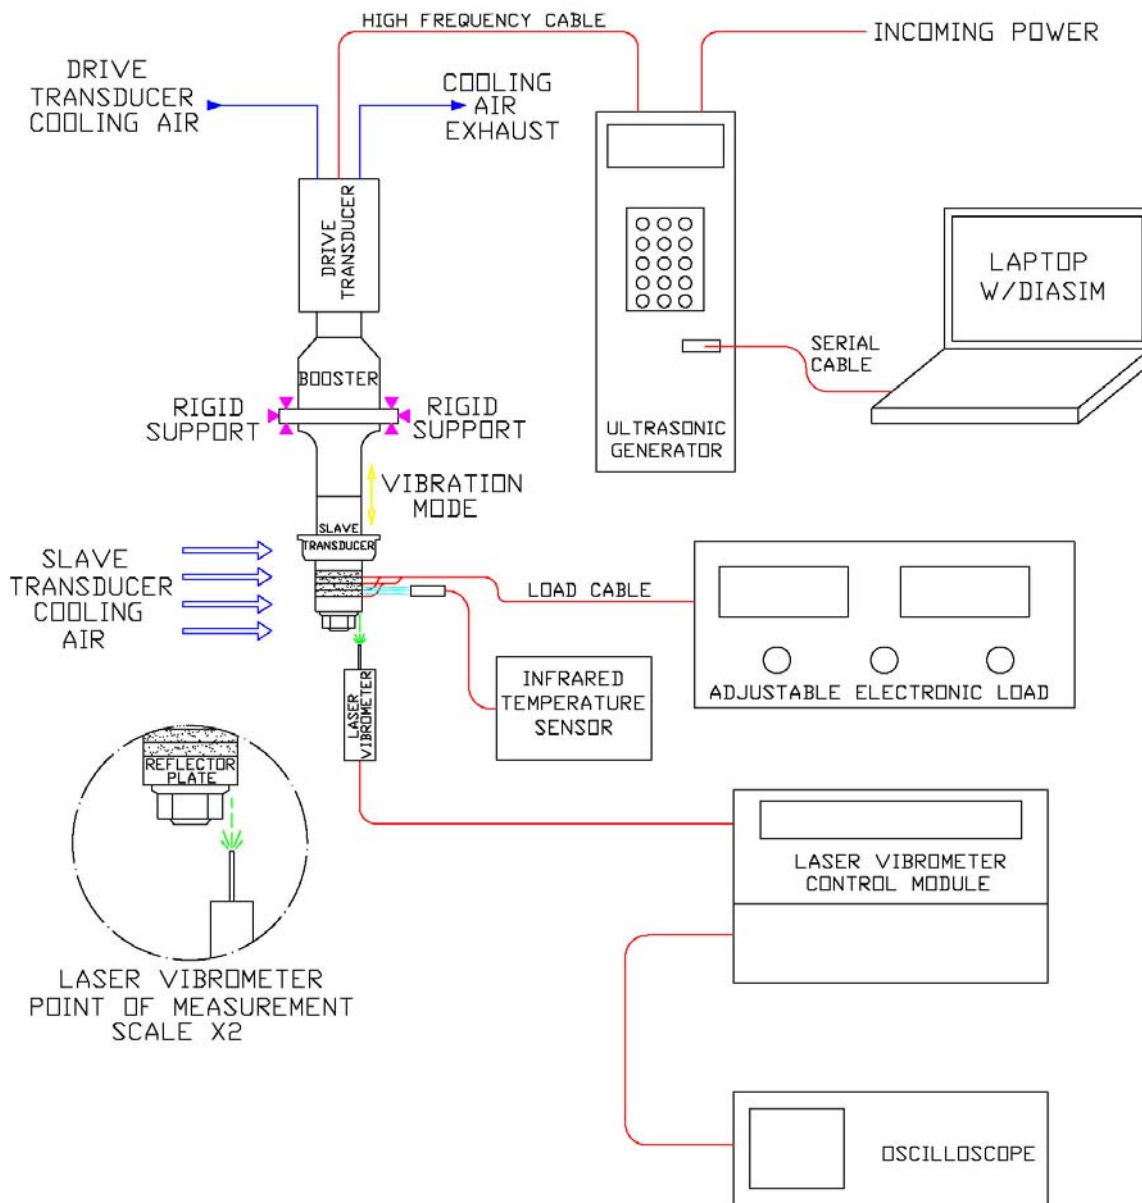 HIGH FREQUENCY CABLE
INCOMING POWER
DRIVE
TRANSDUCER
COOLING AIR
COOLING
AIR
EXHAUST
DRIVE
TRANSDUCER
LAPTOP
W/DIASIM
SERIAL
CABLE
BOOSTER
RIGID
SUPPORT
RIGID
SUPPORT
ULTRASONIC
GENERATOR
VIBRATION
MODE
SLAVE
TRANSDUCER
SLAVE
TRANSDUCER
COOLING
AIR
LOAD CABLE
ADJUSTABLE ELECTRONIC LOAD
INFRARED
TEMPERATURE
SENSOR
LASER
VIBROMETER
REFLECTOR
PLATE
LASER VIBROMETER
POINT OF MEASUREMENT
SCALE X2
LASER VIBROMETER
CONTROL MODULE
OSCILLOSCOPE